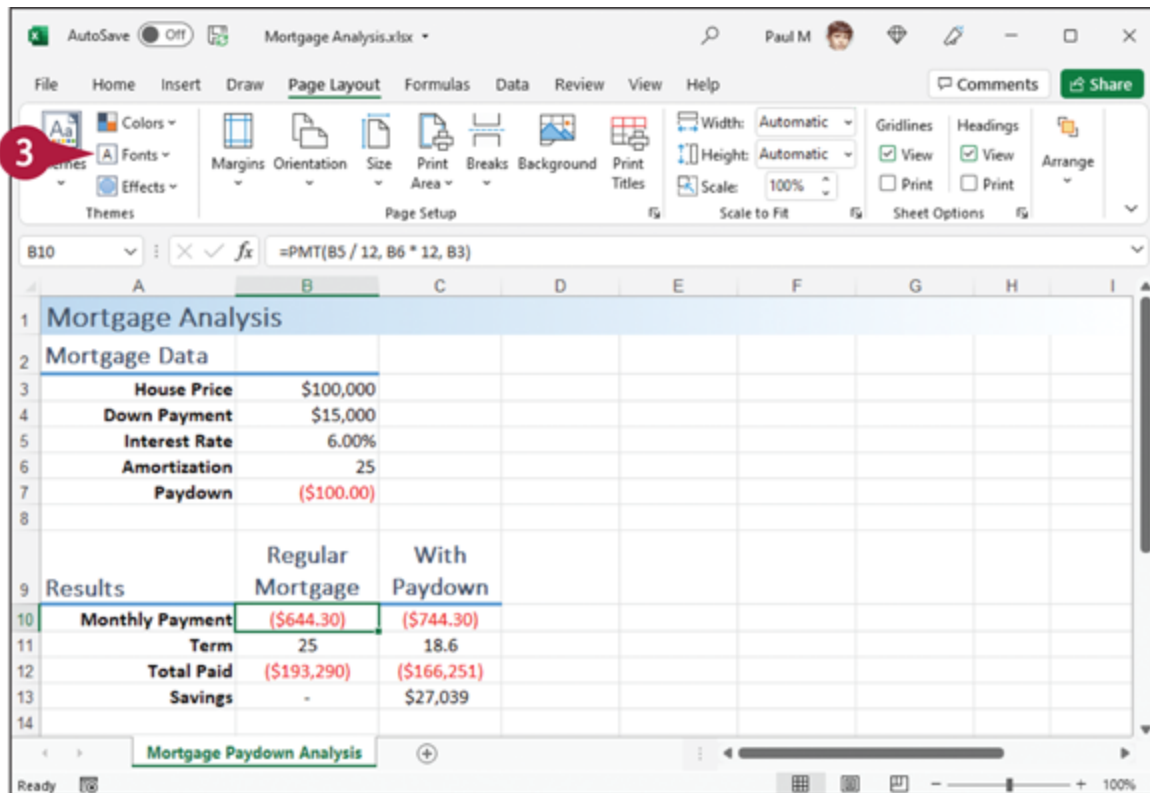 AutoSave Off Mortgage Analysis.xlsx Paul M
File Home Insert Draw Page Layout Formulas Data Review View Help Comments Share
3
Aa
Colors
Fonts
Effects
Themes
Margins Orientation Size Print Area Breaks Background Print Titles
Page Setup
Width: Automatic
Height: Automatic
Scale: 100%
Scale to Fit
Gridlines Headings
View View
Print Print
Sheet Options
Arrange
B10 fx =PMT(B5 / 12, B6 * 12, B3)
A B C D E F G H I
1 Mortgage Analysis
2 Mortgage Data
3 House Price $100,000
4 Down Payment $15,000
5 Interest Rate 6.00%
6 Amortization 25
7 Paydown ($100.00)
8
Regular With
9 Results Mortgage Paydown
10 Monthly Payment ($644.30) ($744.30)
11 Term 25 18.6
12 Total Paid ($193,290) ($166,251)
13 Savings - $27,039
14
Mortgage Paydown Analysis
Ready 100%